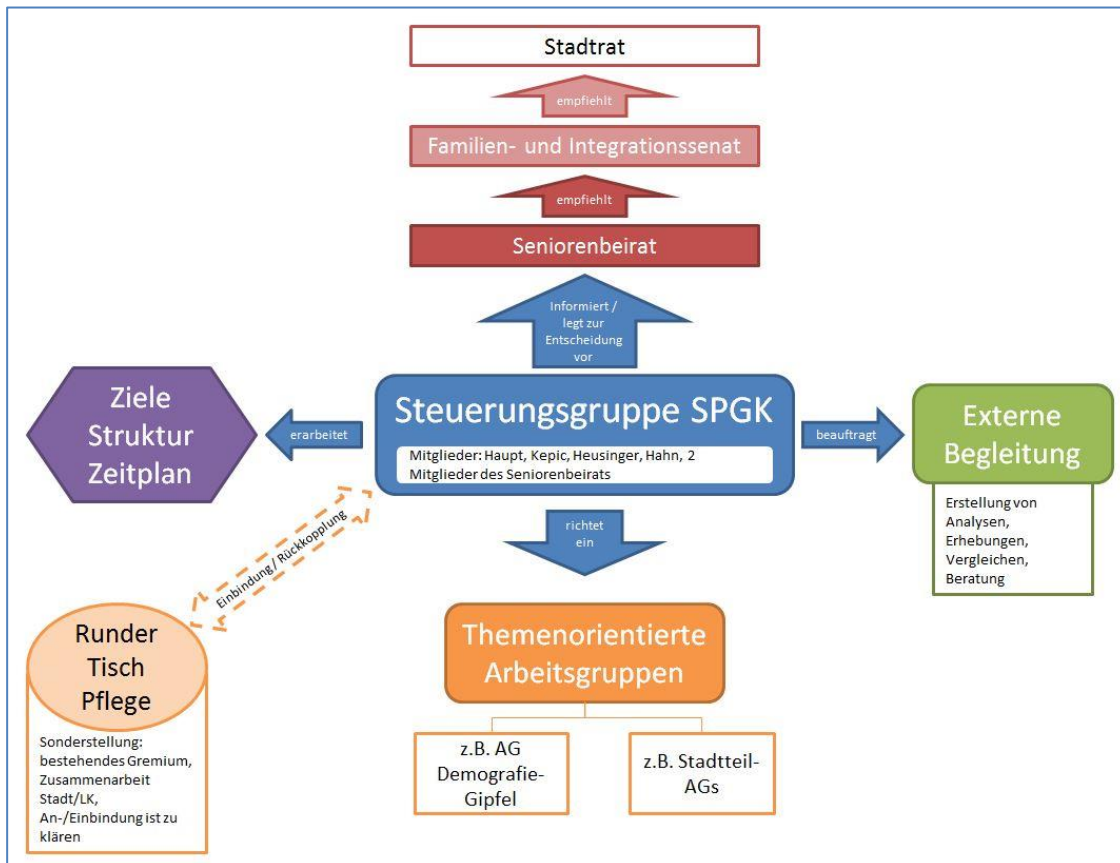 Stadtrat
empfiehlt
Familien- und Integrationssenat
empfiehlt
Seniorenbeirat
Informiert /
legt zur
Entscheidung
vor
Ziele
Struktur
Zeitplan
erarbeitet
Steuerungsgruppe SPGK
Mitglieder: Haupt, Kepic, Heusinger, Hahn, 2
Mitglieder des Seniorenbeirats
beauftragt
Externe
Begleitung
Erstellung von
Analysen,
Erhebungen,
Vergleichen,
Beratung
richtet
ein
Einbindung/ Rückkopplung
Runder
Tisch
Pflege
Sonderstellung:
bestehendes Gremium,
Zusammenarbeit
Stadt/LK,
An-/Einbindung ist zu
klären
Themenorientierte
Arbeitsgruppen
z.B. AG
Demografie-
Gipfel
z.B. Stadtteil-
AGs